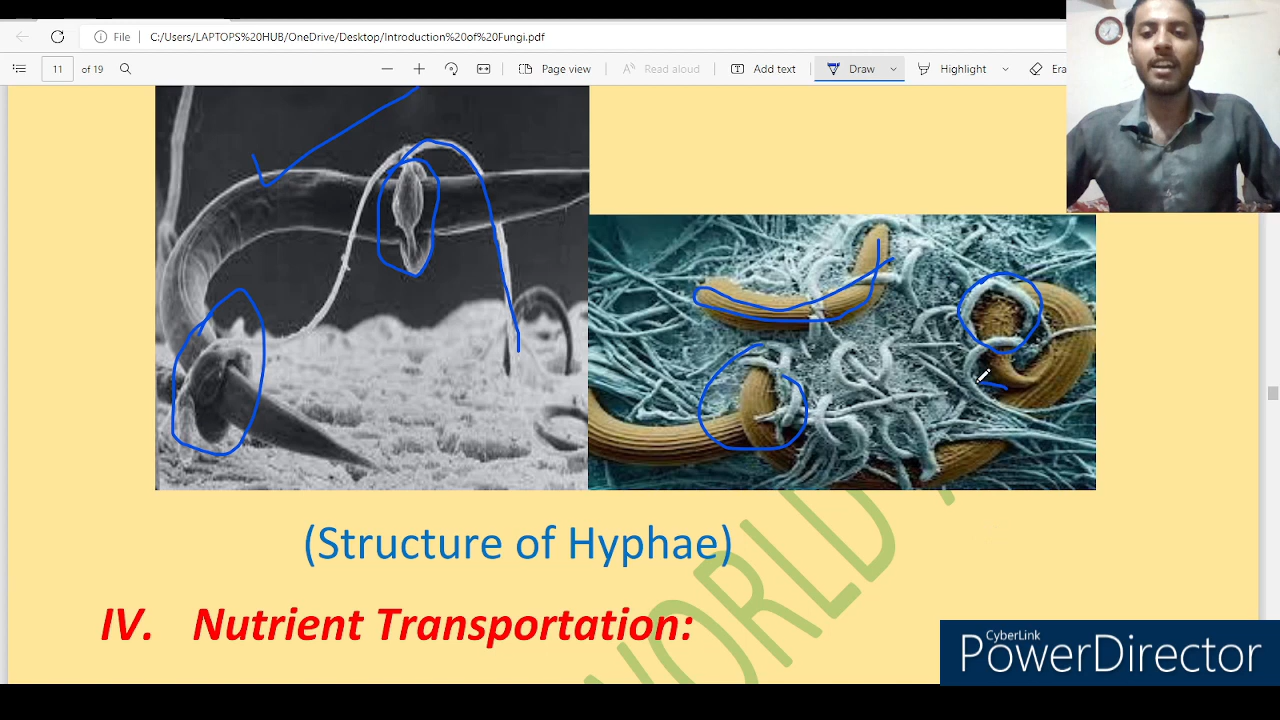 File C:/Users/LAPTOPS%20HUB/OneDrive/Desktop/Introduction%20of%20Fungi.pdf
11 of 19 Page view Read aloud Add text Draw Highlight Era
(Structure of Hyphae)
IV. Nutrient Transportation:
WORLD
CyberLink
PowerDirector